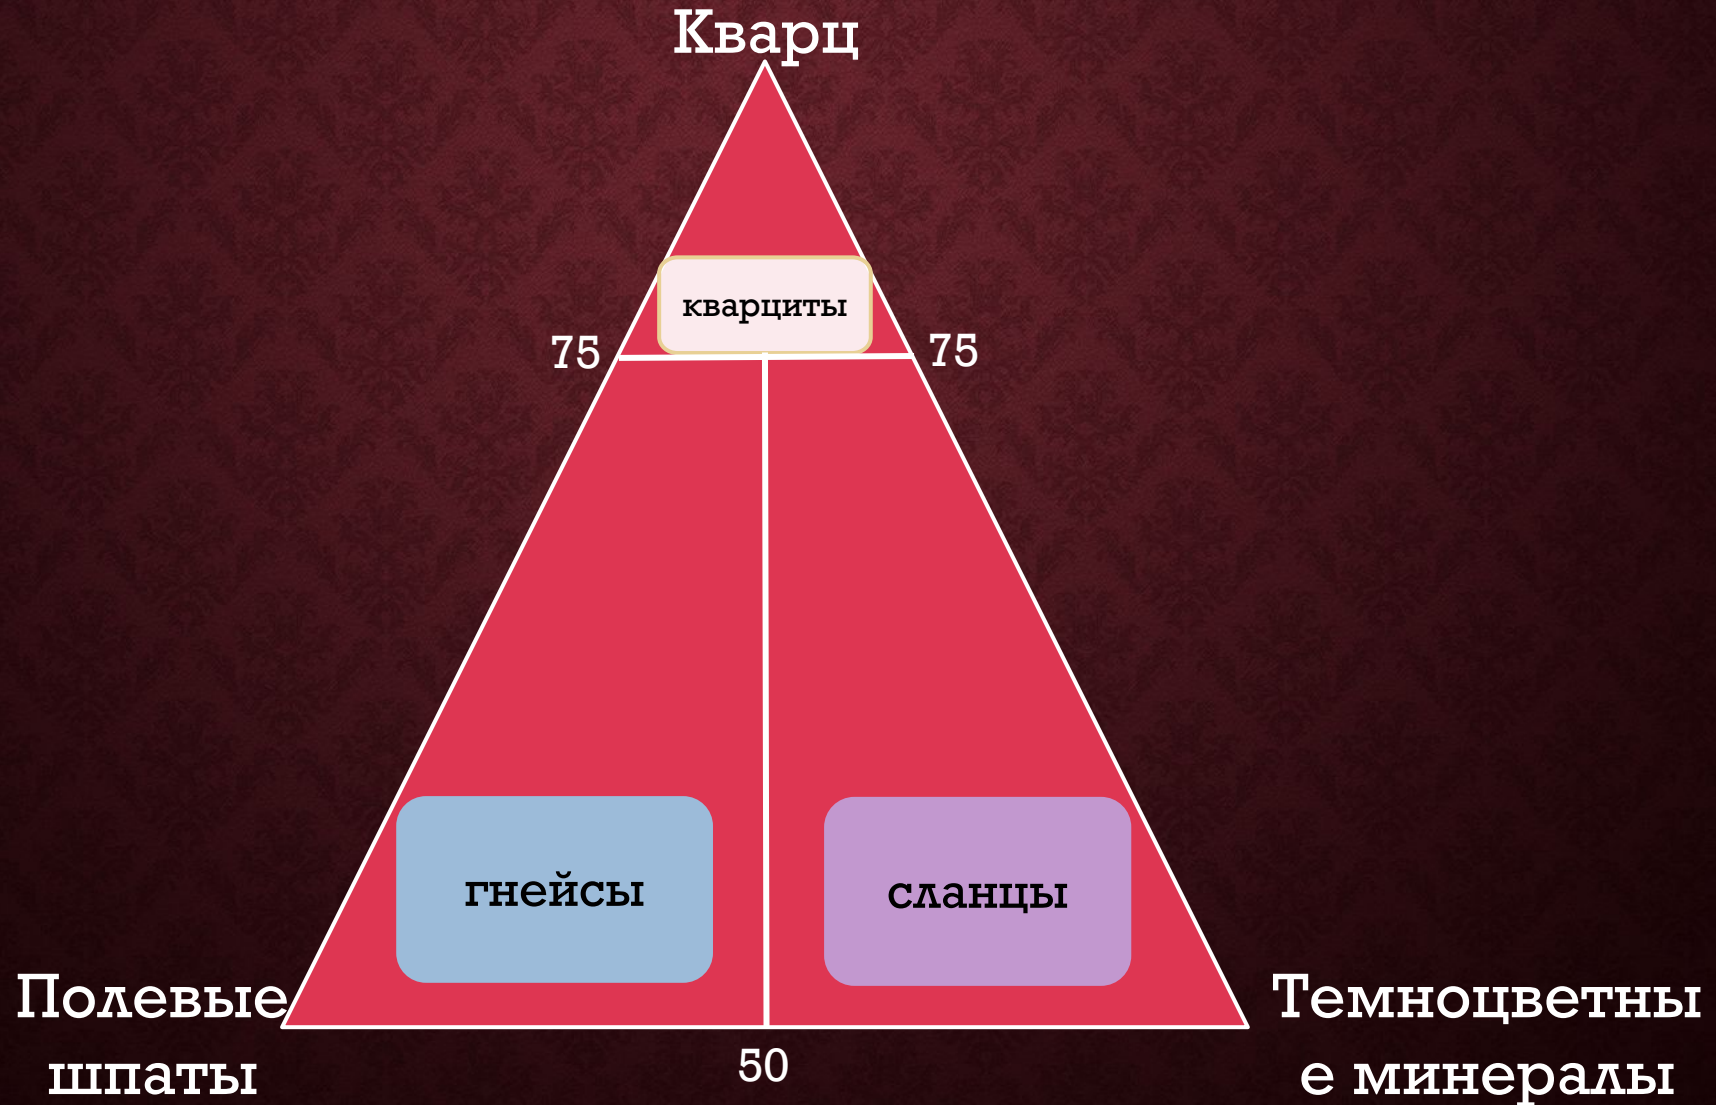 Кварц
кварциты
75
75
гнейсы
сланцы
Полевые
шпаты
Темноцветны
е минералы
50